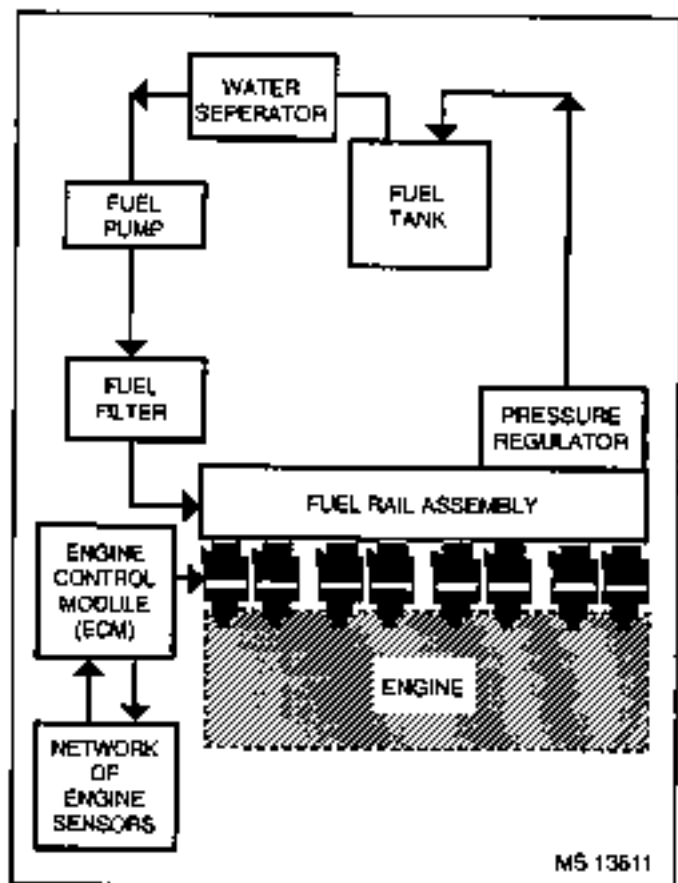 WATER
SEPERATOR
FUEL
PUMP
FUEL
TANK
FUEL
FILTER
PRESSURE
REGULATOR
FUEL RAIL ASSEMBLY
ENGINE
CONTROL
MODULE
(ECM)
ENGINE
NETWORK
OF
ENGINE
SENSORS
MS 13611